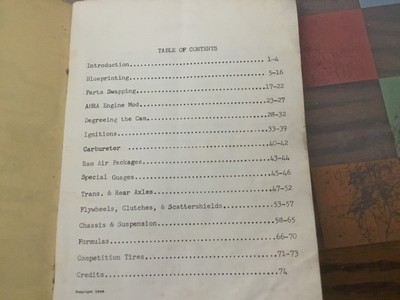 TABLE OF CONTENTS
Introduction 1-4
Blueprinting 5-16
Parts Swapping 17-22
AHRA Engine Mod. 23-27
Degreeing the Cam 28-32
Ignitions 33-39
Carbureter 40-42
Ram Air Packages 43-44
Special Guages 45-46
Trans. & Rear Axles 47-52
Flywheels, Clutches, & Scattershields 53-57
Chassis & Suspension 58-65
Formulas 66-70
Competition Tires 71-73
Credits 74
Copyright